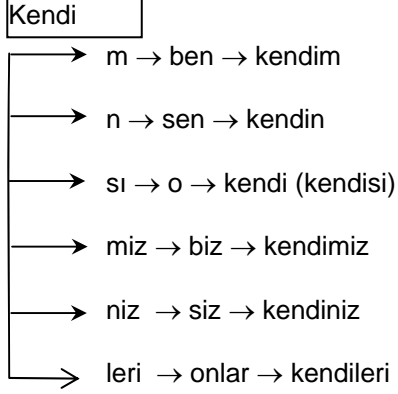 Kendi
m → ben → kendim
n → sen → kendin
sı → o → kendi (kendisi)
miz → biz → kendimiz
niz → siz → kendiniz
leri → onlar → kendileri